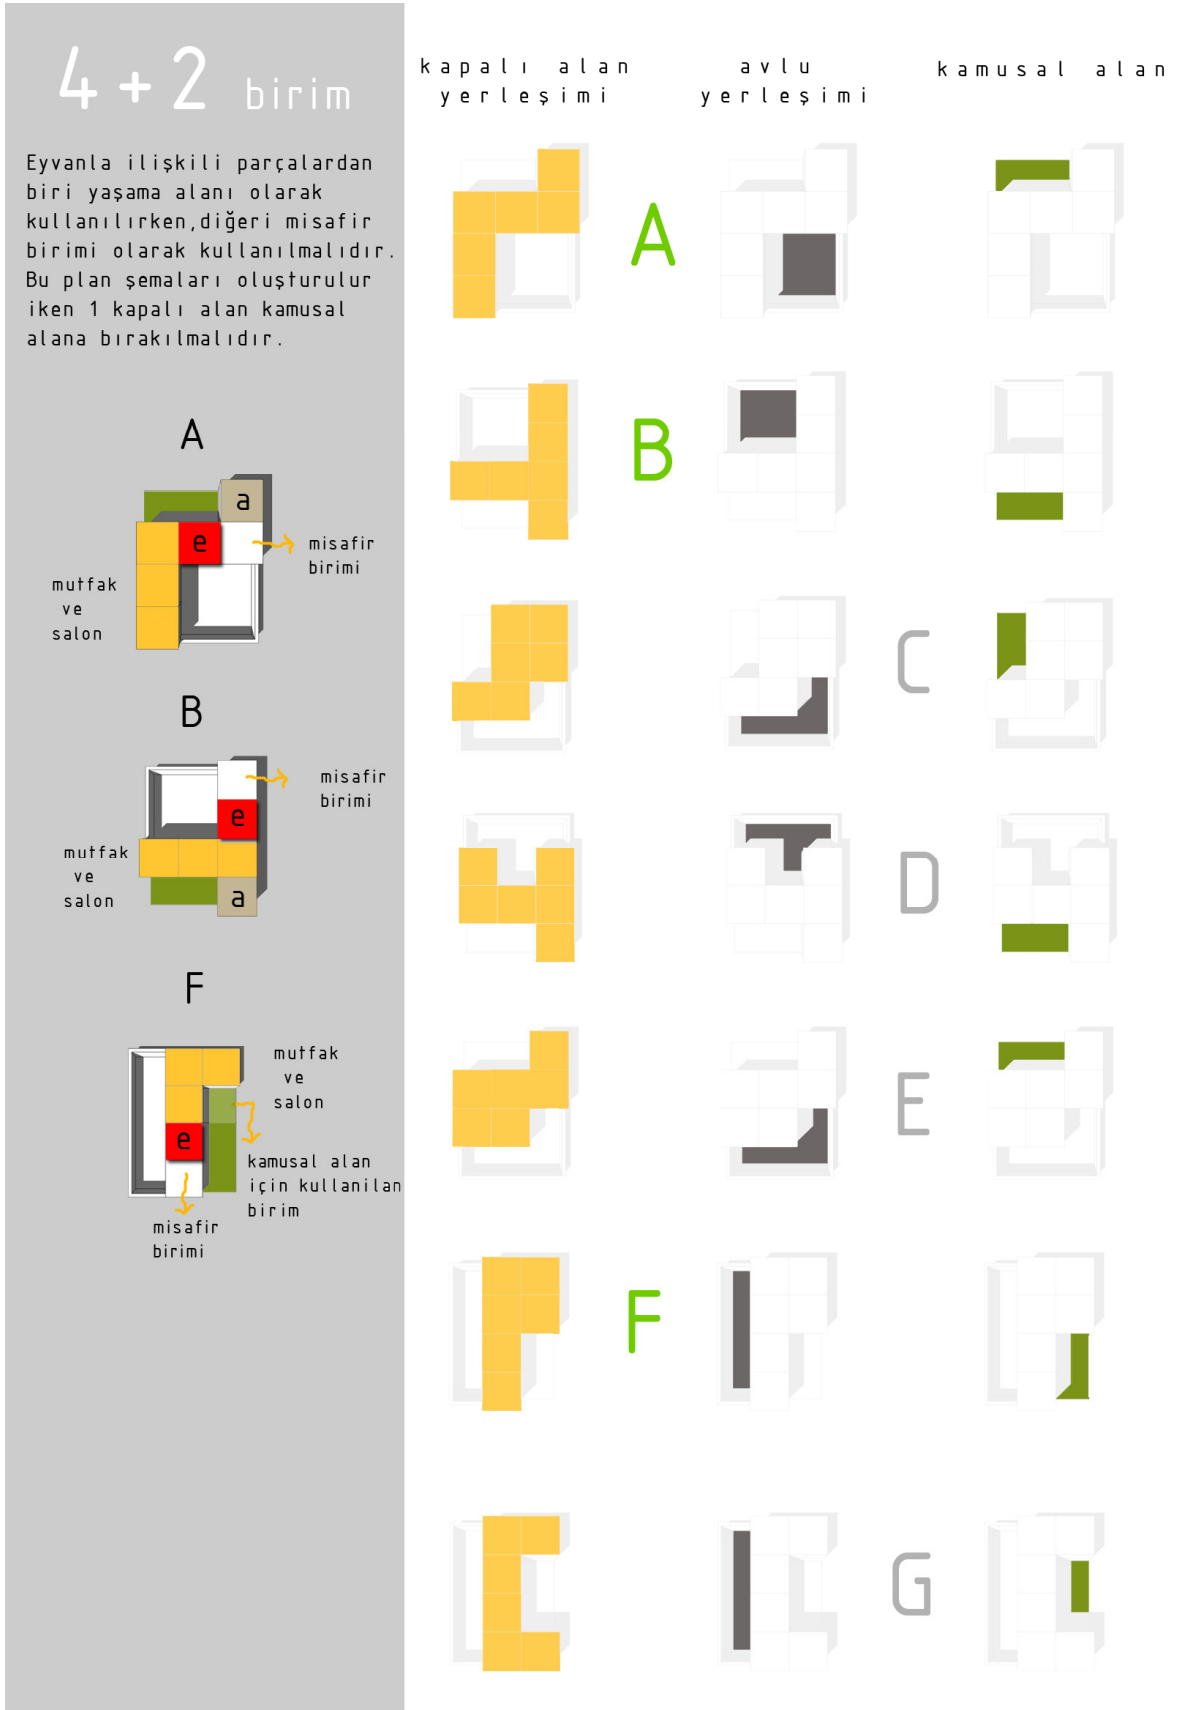 4+2 birim
Eyvanla ilişkili parçalardan
biri yaşama alanı olarak
kullanılırken,diğeri misafir
birimi olarak kullanılmalıdır.
Bu plan şemaları oluşturulur
iken 1 kapalı alan kamusal
alana bırakılmalıdır.
A
a
e
misafir
birimi
mutfak
ve
salon
B
misafir
birimi
e
mutfak
ve
salon
a
F
mutfak
ve
salon
e
kamusal alan
için kullanilan
birim
misafir
birimi
kapalı alan
yerleşimi
avlu
yerleşimi
kamusal alan
A
B
C
D
E
F
G